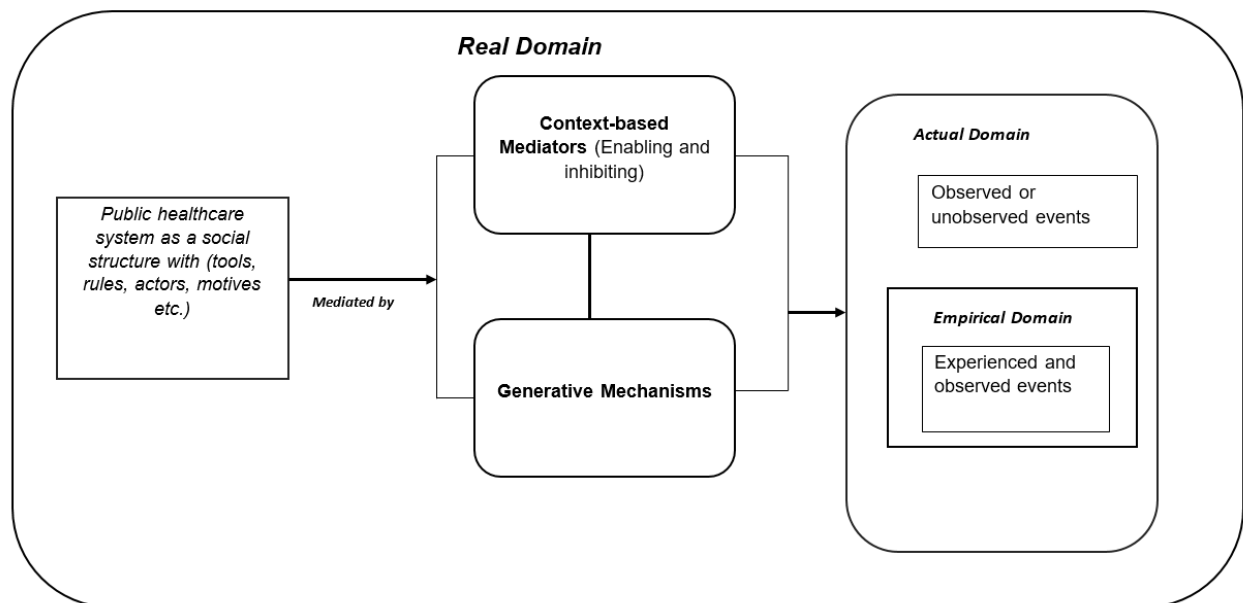 Real Domain
Public healthcare
system as a social
structure with (tools,
rules, actors, motives
etc.)
Mediated by
Context-based
Mediators (Enabling and
inhibiting)
Generative Mechanisms
Actual Domain
Observed or
unobserved events
Empirical Domain
Experienced and
observed events